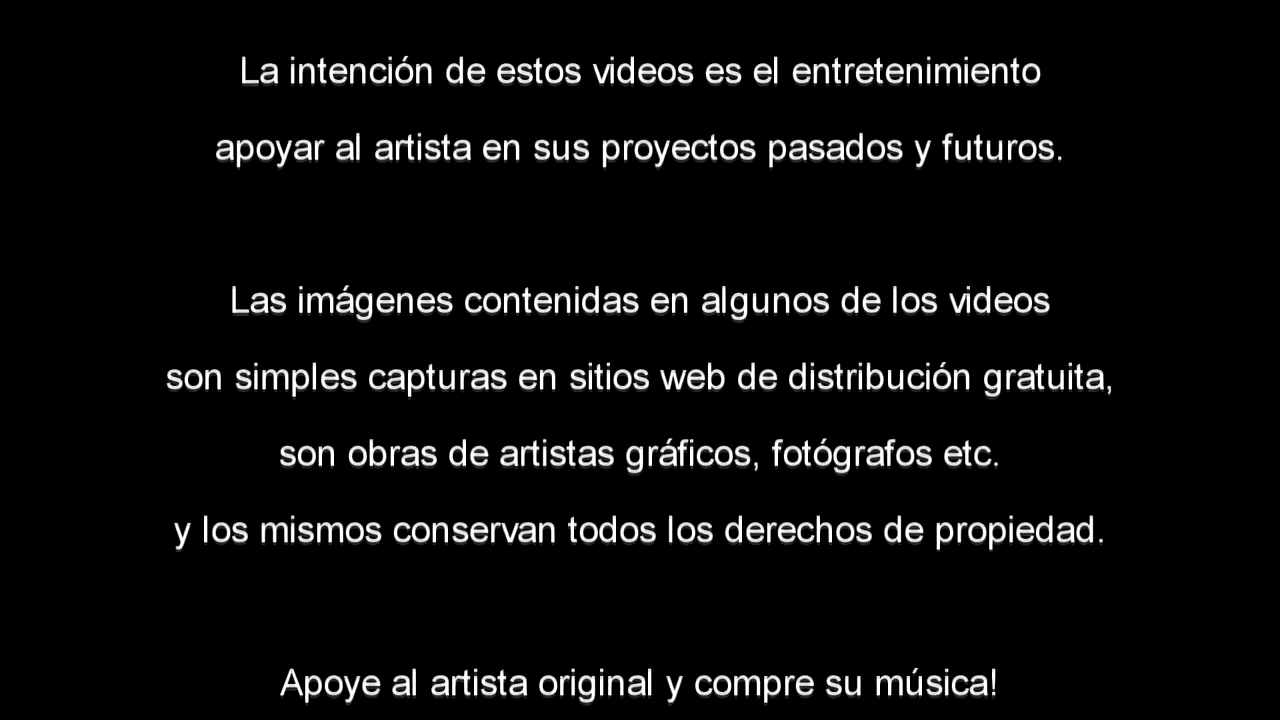 La intención de estos videos es el entretenimiento
apoyar al artista en sus proyectos pasados y futuros.
Las imágenes contenidas en algunos de los videos
son simples capturas en sitios web de distribución gratuita,
son obras de artistas gráficos, fotógrafos etc.
y los mismos conservan todos los derechos de propiedad.
Apoye al artista original y compre su música!